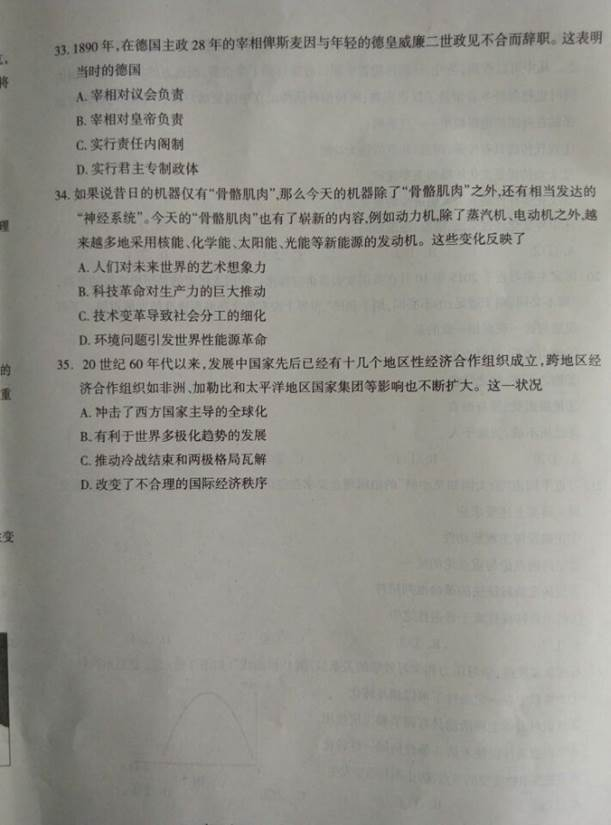 33. 1890 年,在德国主政 28 年的宰相俾斯麦因与年轻的德皇威廉二世政见不合而辞职。这表明
当时的德国
A. 宰相对议会负责
B. 宰相对皇帝负责
C. 实行责任内阁制
D. 实行君主专制政体
34. 如果说昔日的机器仅有“骨骼肌肉”,那么今天的机器除了“骨骼肌肉”之外,还有相当发达的
“神经系统”。今天的“骨骼肌肉”也有了崭新的内容,例如动力机,除了蒸汽机、电动机之外,越
来越多地采用核能、化学能、太阳能、光能等新能源的发动机。这些变化反映了
A. 人们对未来世界的艺术想象力
B. 科技革命对生产力的巨大推动
C. 技术变革导致社会分工的细化
D. 环境问题引发世界性能源革命
35. 20 世纪 60 年代以来,发展中国家先后已经有十几个地区性经济合作组织成立,跨地区经
济合作组织如非洲、加勒比和太平洋地区国家集团等影响也不断扩大。这一状况
A. 冲击了西方国家主导的全球化
B. 有利于世界多极化趋势的发展
C. 推动冷战结束和两极格局瓦解
D. 改变了不合理的国际经济秩序
将
理
的
重
变